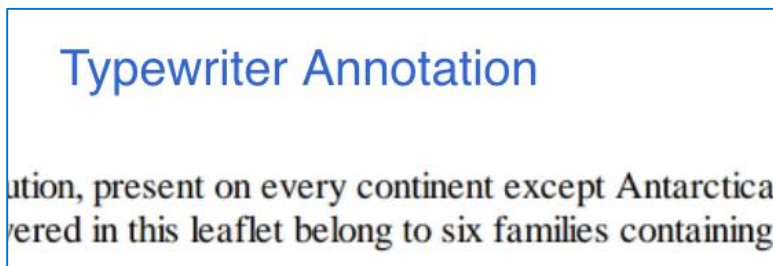 Typewriter Annotation
ution, present on every continent except Antarctica
vered in this leaflet belong to six families containing